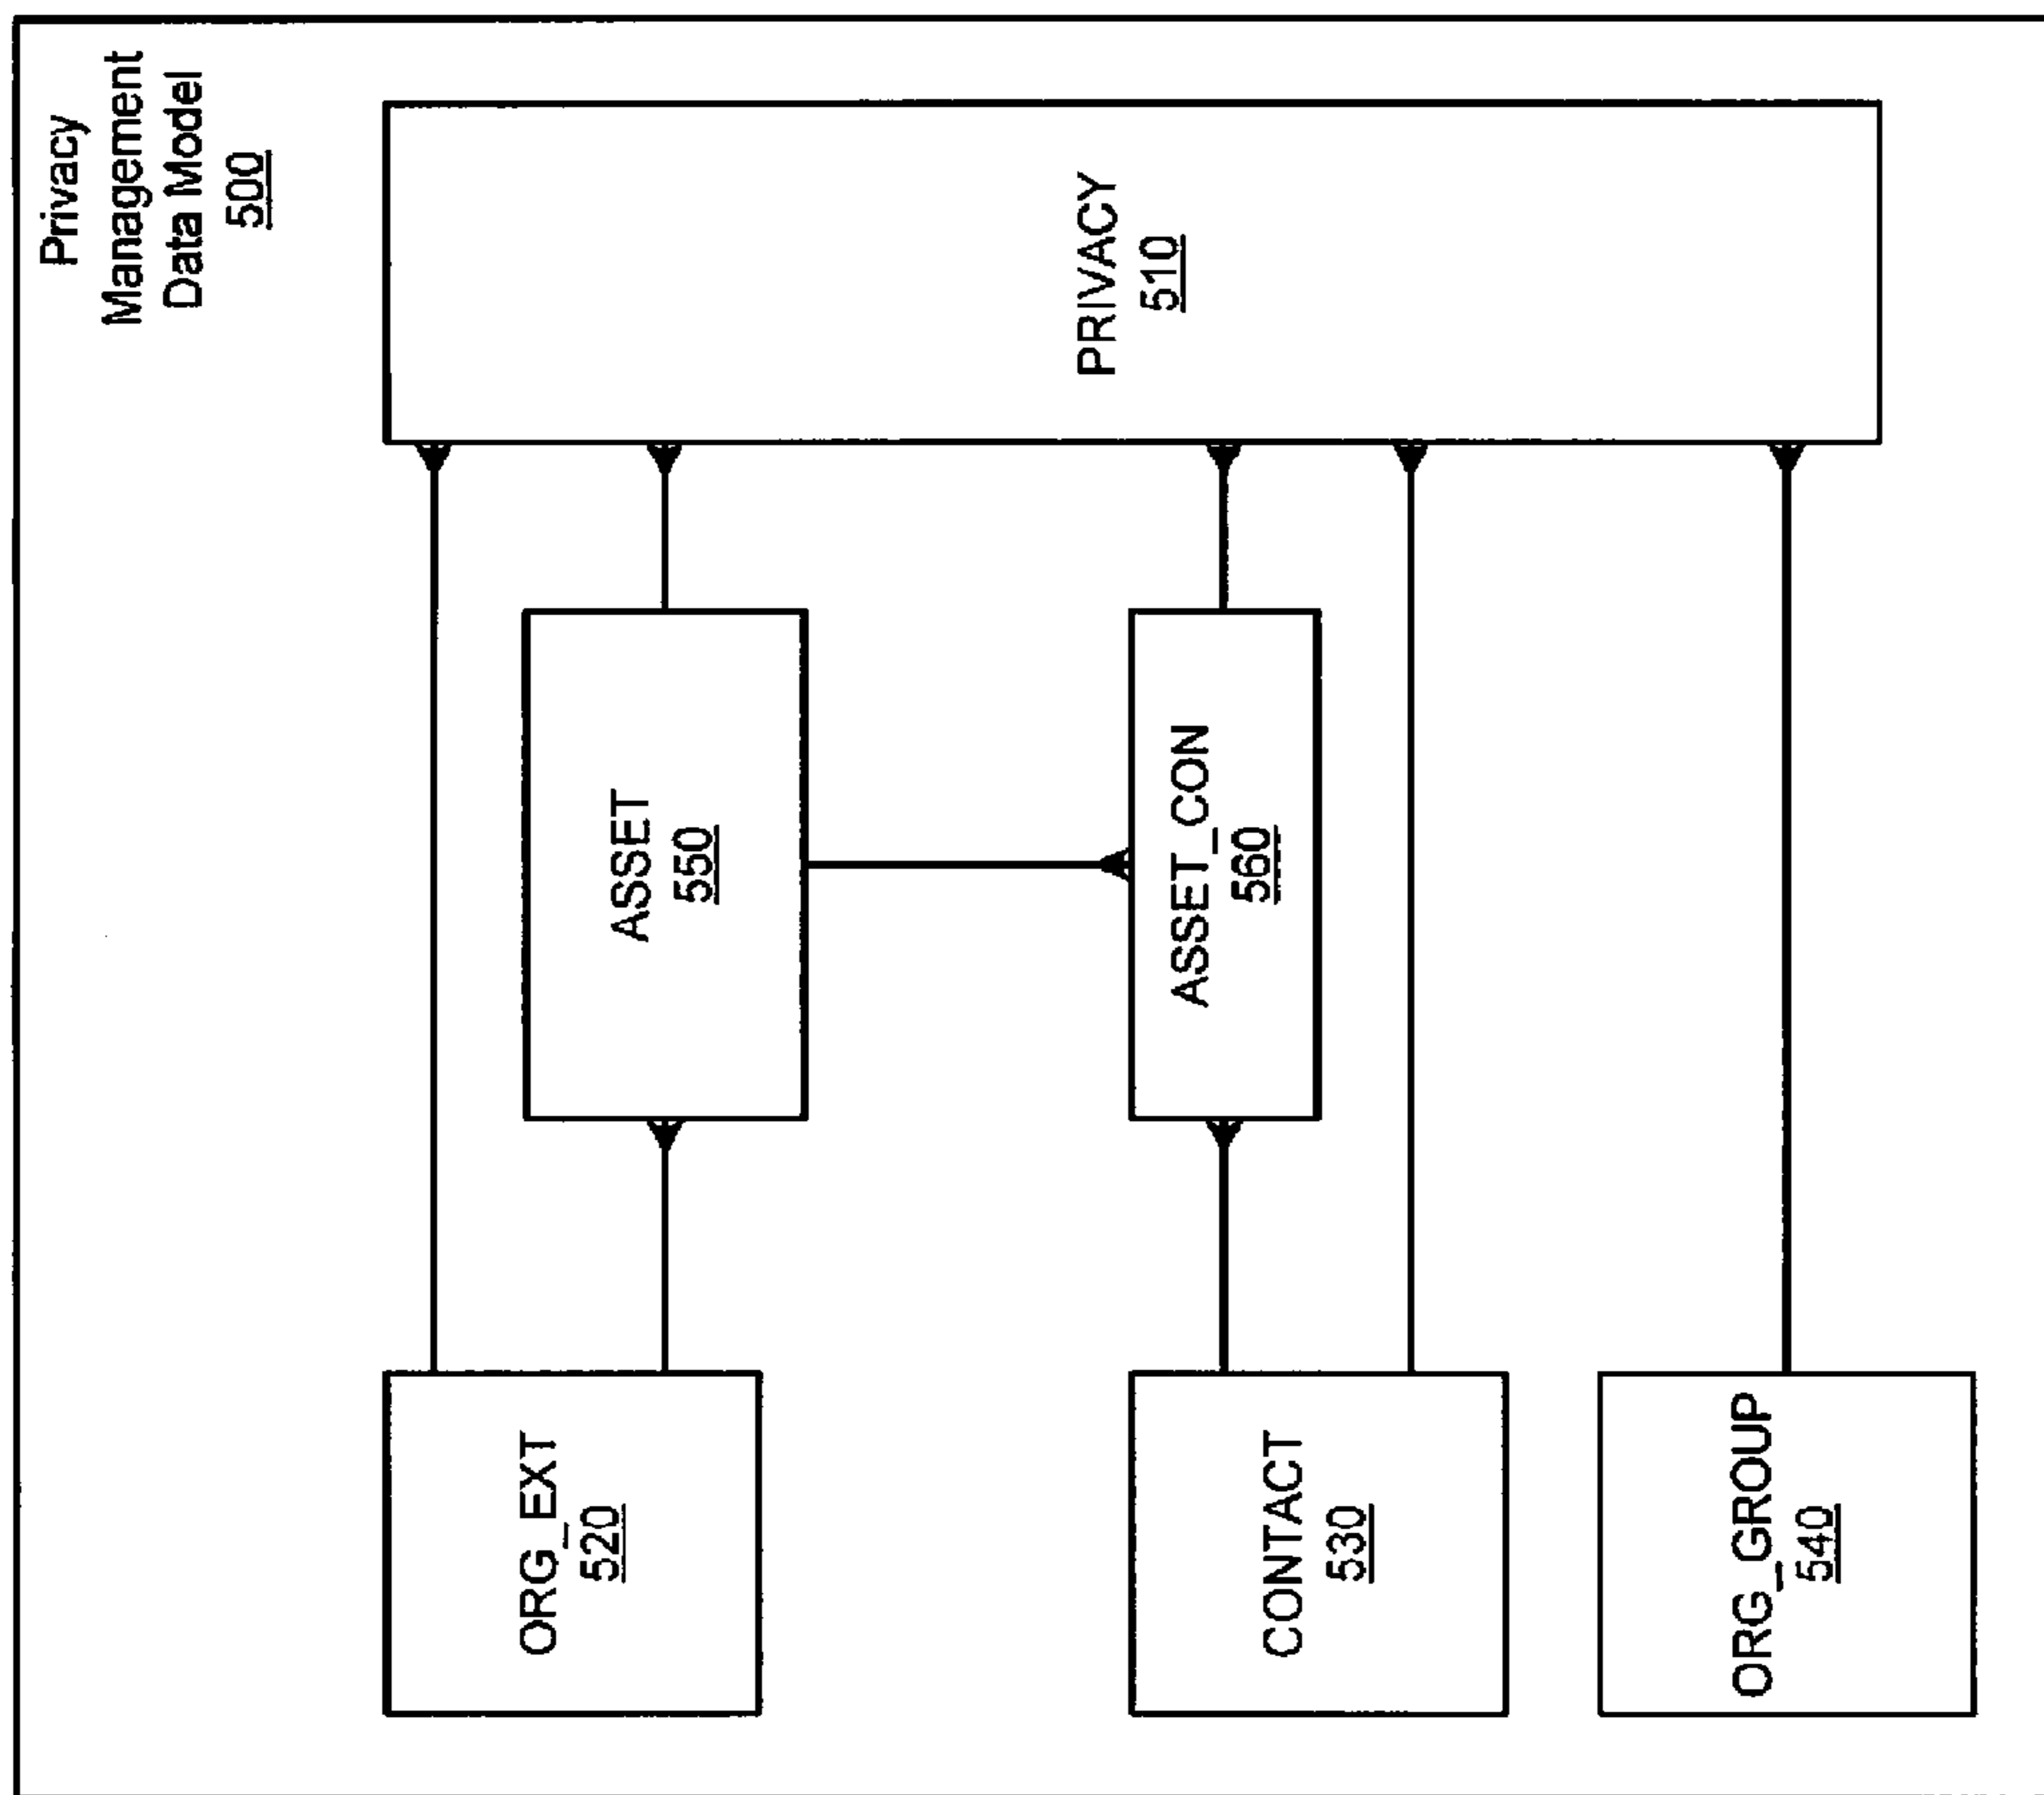 Privacy
Management
Data Model
500
ORG_EXT
520
ASSET
550
PRIVACY
510
CONTACT
530
ASSET_CON
560
ORG_GROUP
540